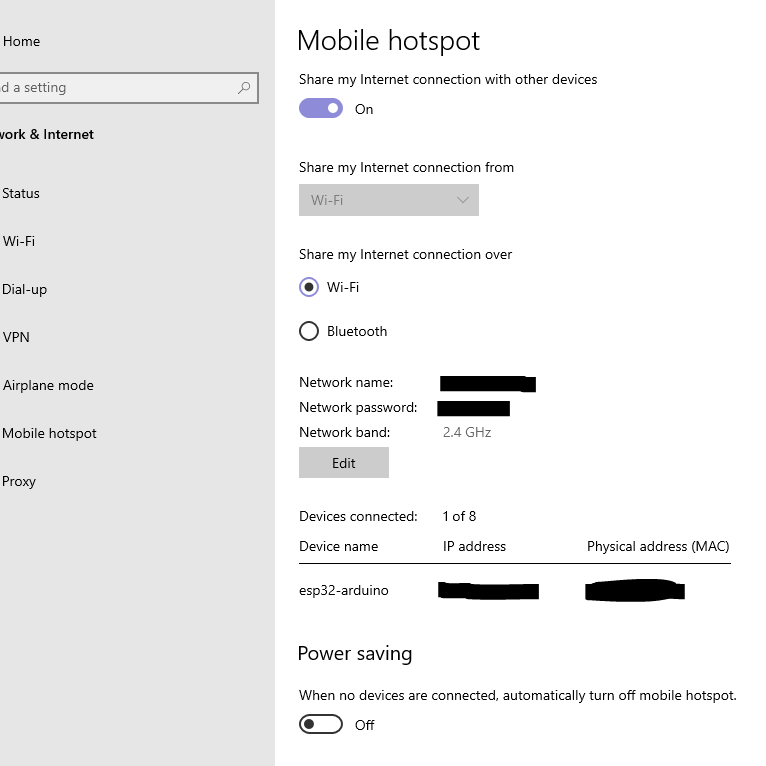 Home
d a setting
work & Internet
Status
Wi-Fi
Dial-up
VPN
Airplane mode
Mobile hotspot
Proxy
Mobile hotspot
Share my Internet connection with other devices
On
Share my Internet connection from
Wi-Fi
Share my Internet connection over
Wi-Fi
Bluetooth
Network name:
Network password:
Network band: 2.4 GHz
Edit
Devices connected: 1 of 8
Device name IP address Physical address (MAC)
esp32-arduino
Power saving
When no devices are connected, automatically turn off mobile hotspot.
Off